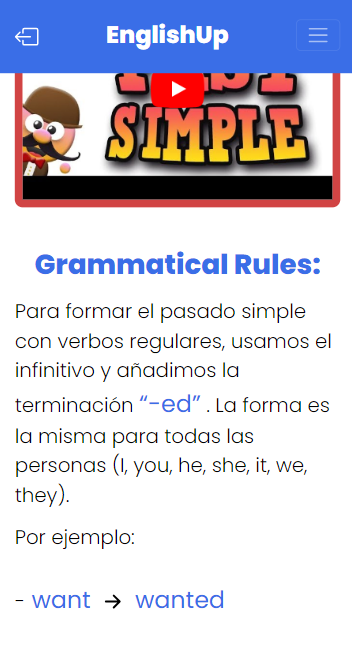 EnglishUp
SIMPLE
Grammatical Rules:
Para formar el pasado simple
con verbos regulares, usamos el
infinitivo y añadimos la
terminación “-ed” . La forma es
la misma para todas las
personas (I, you, he, she, it, we,
they).
Por ejemplo:
- want → wanted